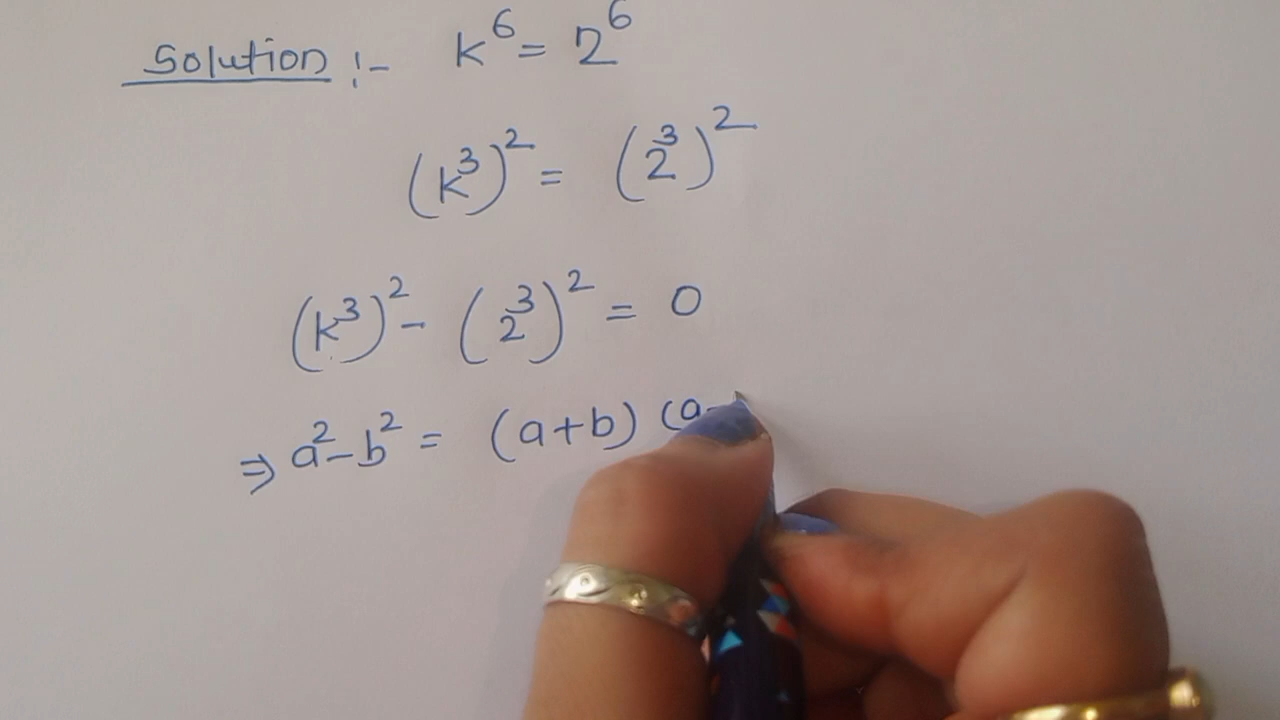 Solution :- k⁶ = 2⁶
(k³)² = (2³)²
(k³)² - (2³)² = 0
⇒ a² - b² = (a+b) (a-